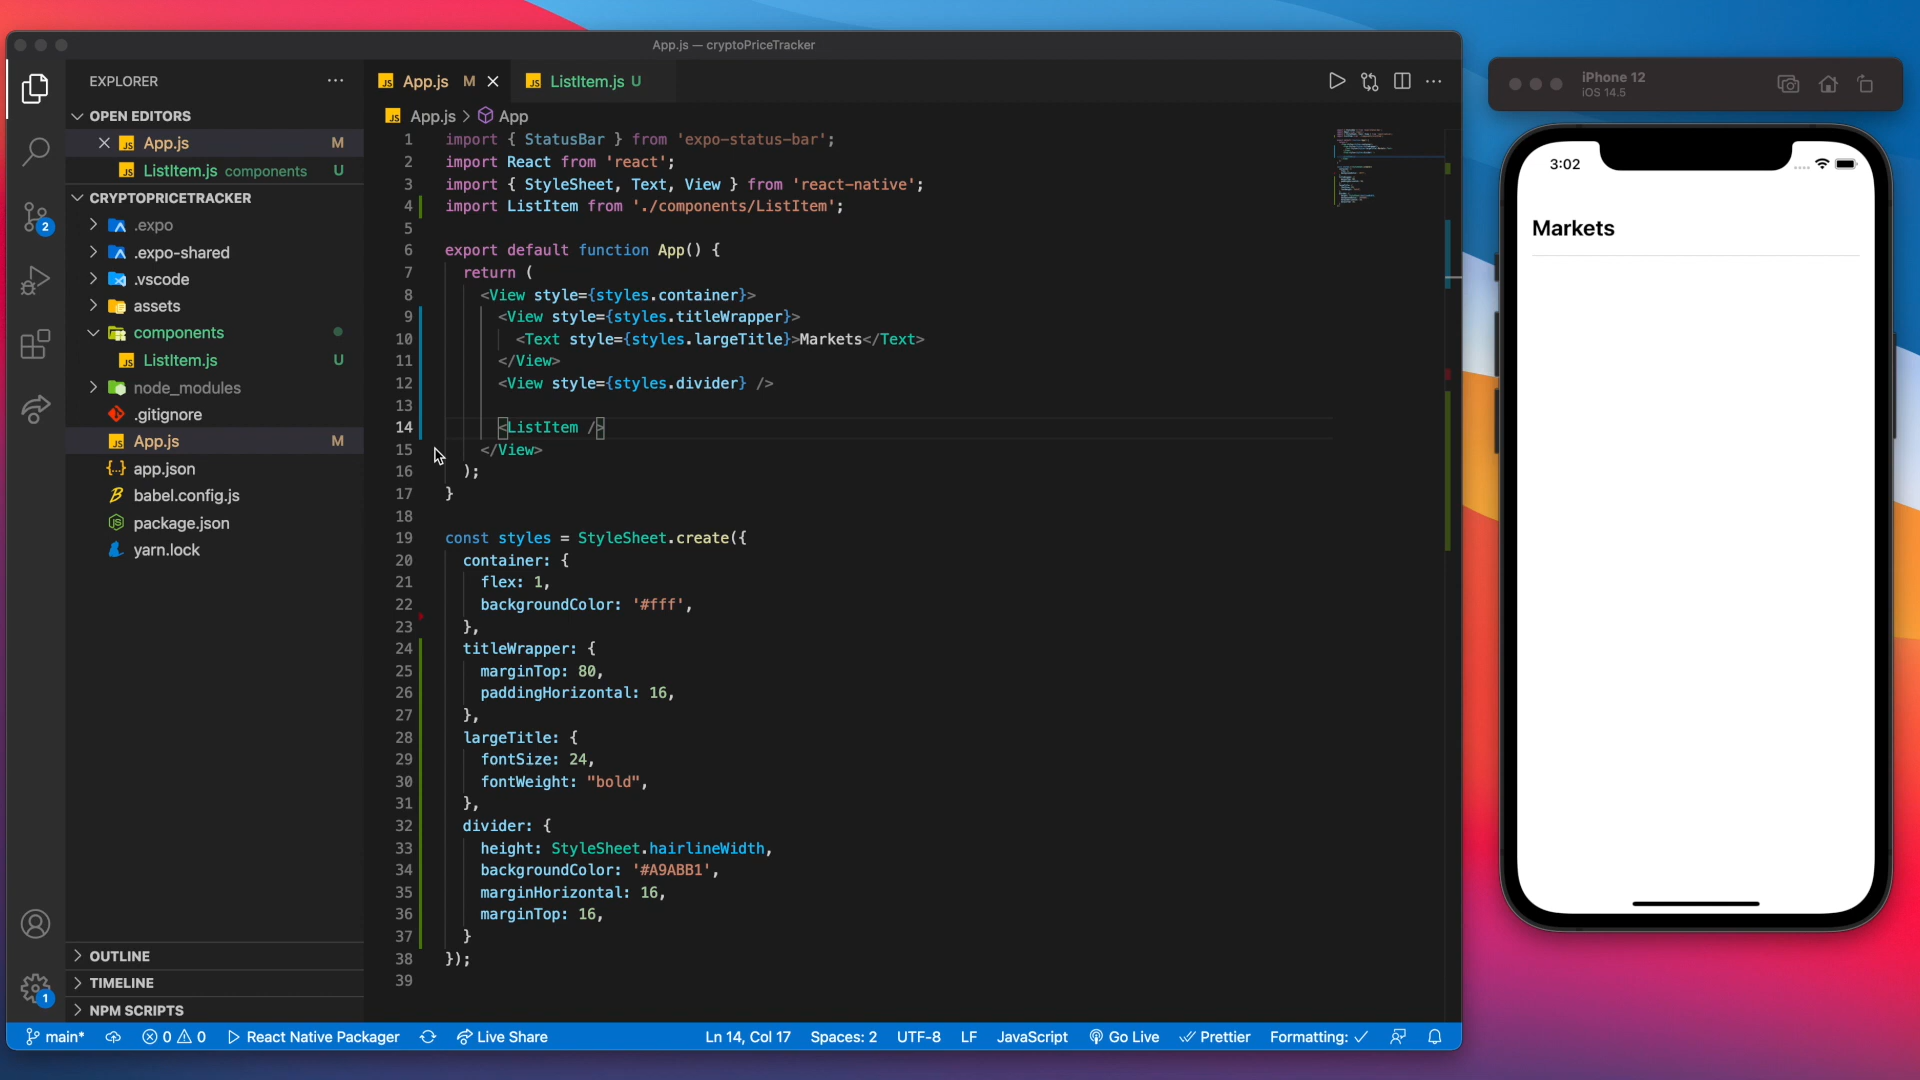 App.js — cryptoPriceTracker
EXPLORER
OPEN EDITORS
App.js M
ListItem.js components U
CRYPTOPRICETRACKER
.expo
.expo-shared
.vscode
assets
components
ListItem.js U
node_modules
.gitignore
App.js M
app.json
babel.config.js
package.json
yarn.lock
OUTLINE
TIMELINE
NPM SCRIPTS
2
1
App.js M
ListItem.js U
App.js > App
1 import { StatusBar } from 'expo-status-bar';
2 import React from 'react';
3 import { StyleSheet, Text, View } from 'react-native';
4 import ListItem from './components/ListItem';
5
6 export default function App() {
7 return (
8 <View style={styles.container}>
9 <View style={styles.titleWrapper}>
10 <Text style={styles.largeTitle}>Markets</Text>
11 </View>
12 <View style={styles.divider} />
13
14 <ListItem />
15 </View>
16 );
17 }
18
19 const styles = StyleSheet.create({
20 container: {
21 flex: 1,
22 backgroundColor: '#fff',
23 },
24 titleWrapper: {
25 marginTop: 80,
26 paddingHorizontal: 16,
27 },
28 largeTitle: {
29 fontSize: 24,
30 fontWeight: "bold",
31 },
32 divider: {
33 height: StyleSheet.hairlineWidth,
34 backgroundColor: '#A9ABB1',
35 marginHorizontal: 16,
36 marginTop: 16,
37 }
38 });
39
main* 0 0 React Native Packager Live Share Ln 14, Col 17 Spaces: 2 UTF-8 LF JavaScript Go Live Prettier Formatting: ✓
iPhone 12
iOS 14.5
3:02
Markets